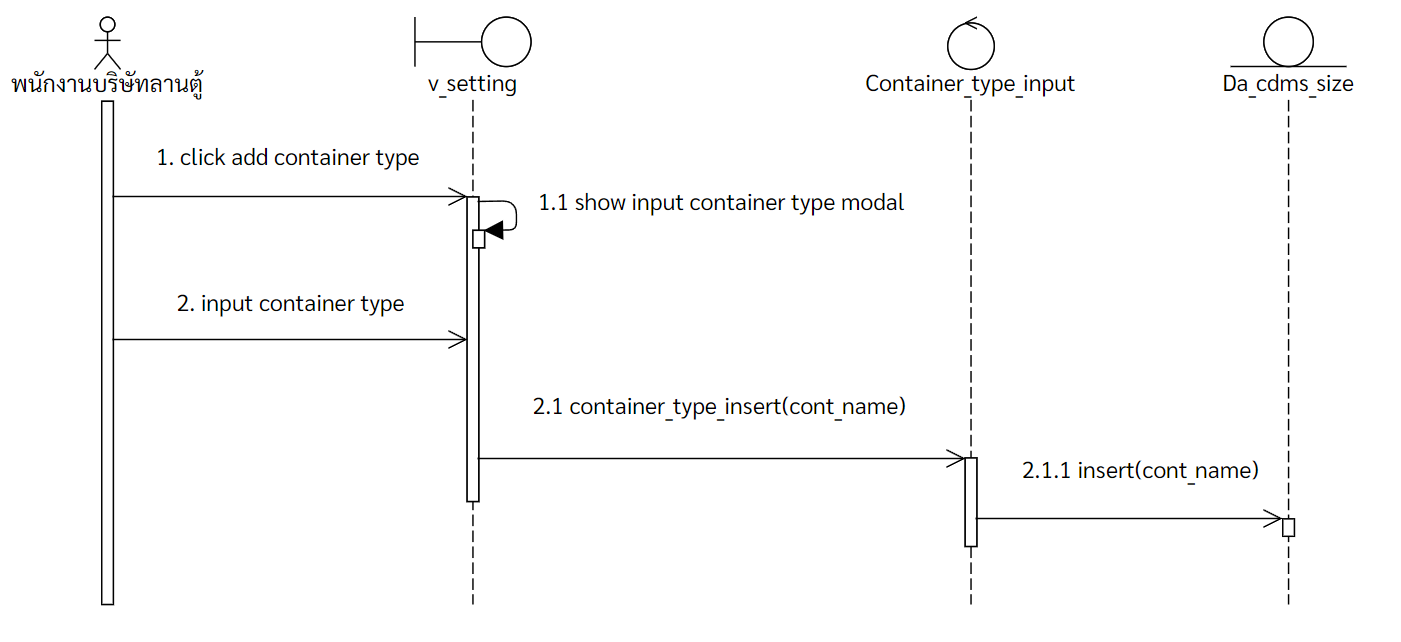 พนักงานบริษัทลานตู้
v_setting
Container_type_input
Da_cdms_size
1. click add container type
1.1 show input container type modal
2. input container type
2.1 container_type_insert(cont_name)
2.1.1 insert(cont_name)